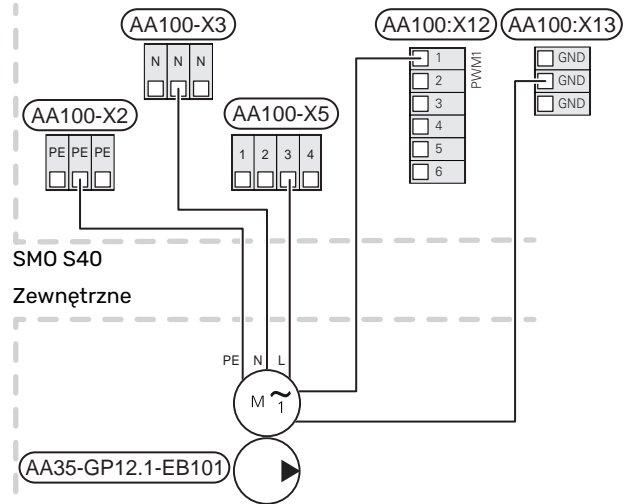 AA100-X3
AA100:X12
AA100:X13
N N N
1
2
3
4
5
6
PWM1
GND
GND
GND
AA100-X2
AA100-X5
PE PE PE
1 2 3 4
SMO S40
Zewnętrzne
PE N L
M ~ 1
AA35-GP12.1-EB101